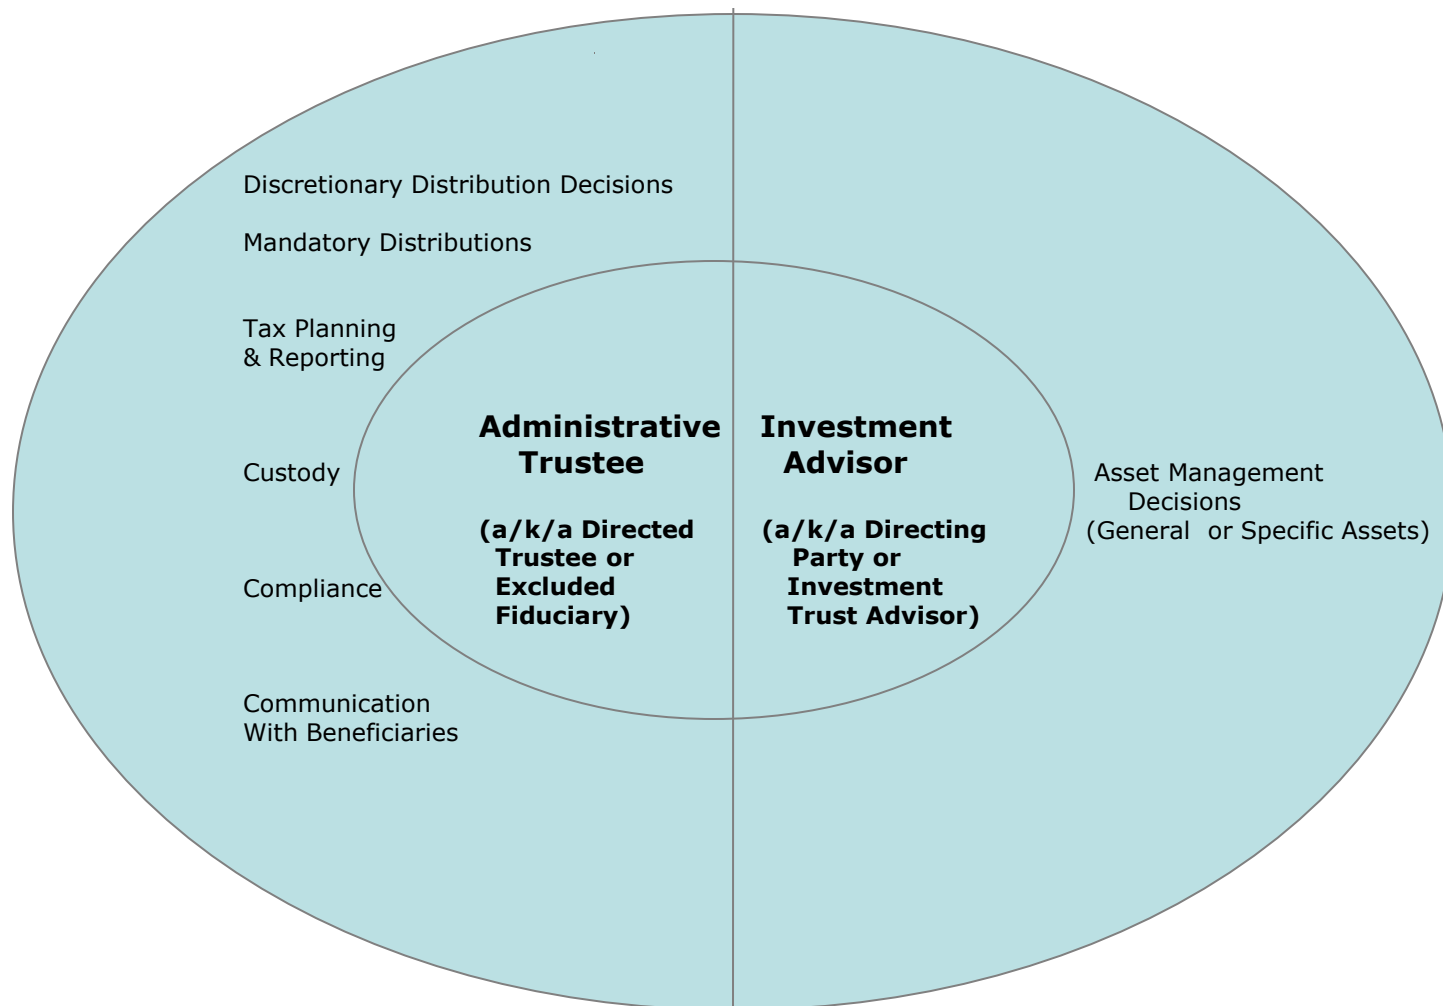 Discretionary Distribution Decisions
Mandatory Distributions
Tax Planning
& Reporting
Custody
Compliance
Communication
With Beneficiaries
Administrative
Trustee
(a/k/a Directed
Trustee or
Excluded
Fiduciary)
Investment
Advisor
(a/k/a Directing
Party or
Investment
Trust Advisor)
Asset Management
Decisions
(General or Specific Assets)